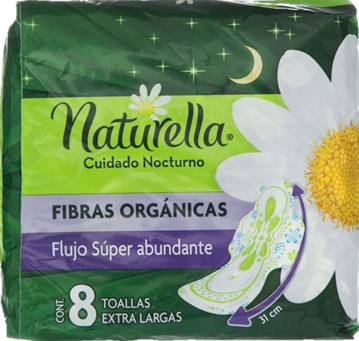 Naturella®
Cuidado Nocturno
FIBRAS ORGÁNICAS
Flujo Súper abundante
31 cm
CONT. 8 TOALLAS
EXTRA LARGAS